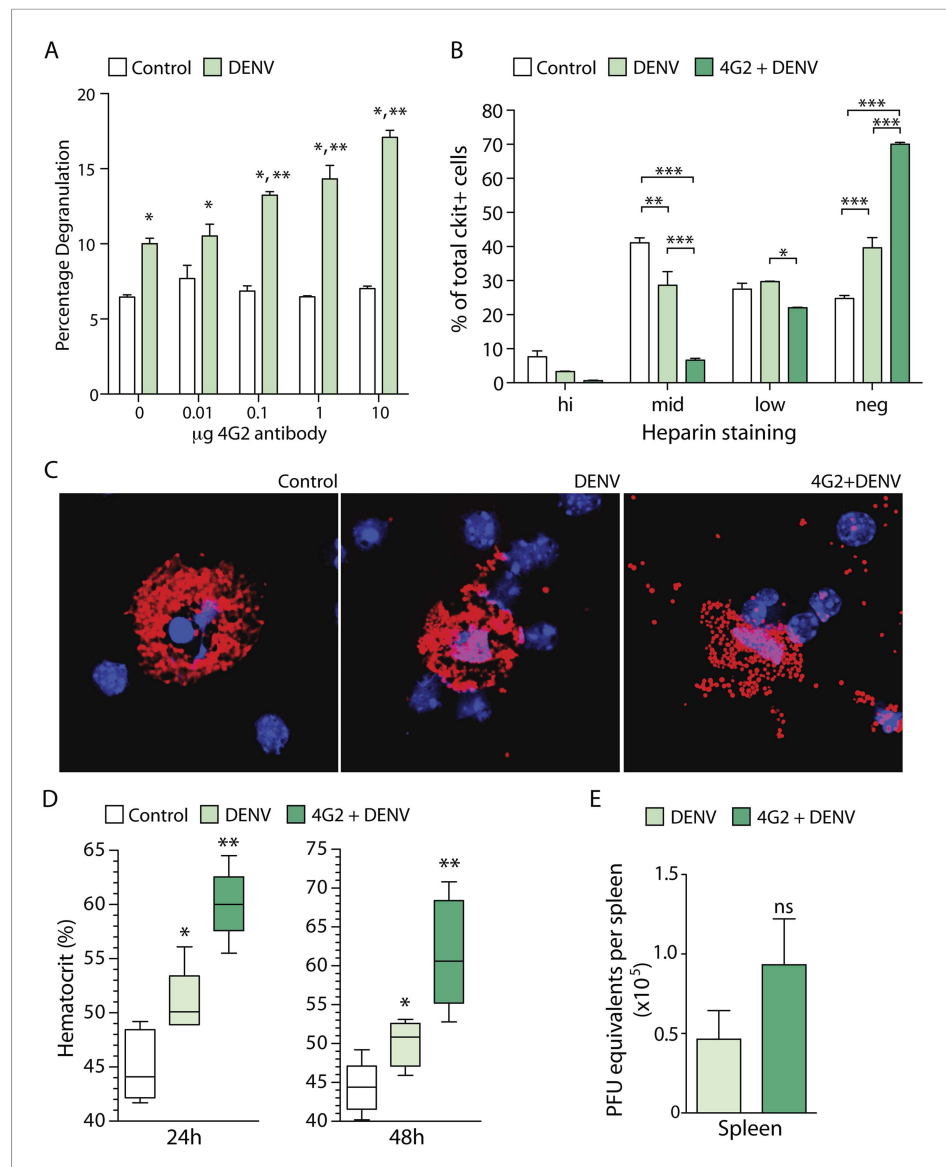 A
Control DENV
Percentage Degranulation
20
15
10
5
0
*
*
*,**
*,**
*,**
0 0.01 0.1 1 10
μg 4G2 antibody
B
Control DENV 4G2 + DENV
% of total ckit+ cells
80
70
60
50
40
30
20
10
0
***
**
***
*
***
***
***
hi mid low neg
Heparin staining
C
Control DENV 4G2+DENV
D
Control DENV 4G2 + DENV
Hematocrit (%)
65
60
55
50
45
40
*
**
24h
75
70
65
60
55
50
45
40
*
**
48h
E
DENV 4G2 + DENV
PFU equivalents per spleen
(x10⁵)
1.5
1.0
0.5
0
ns
Spleen